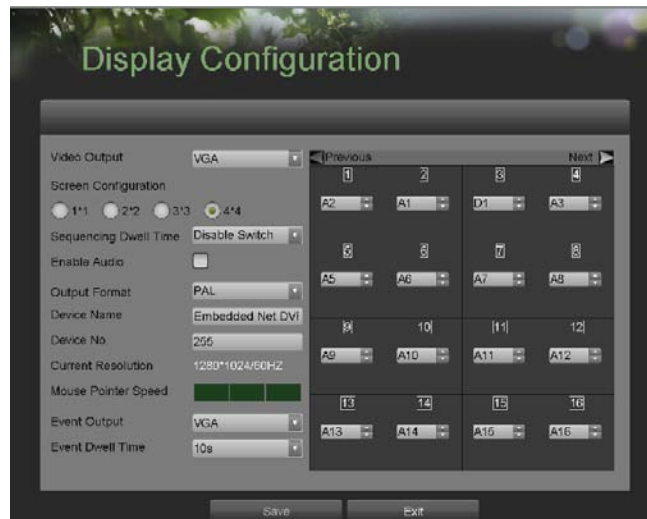 Display Configuration
Video Output VGA
Screen Configuration
1*1 2*2 3*3 4*4
Sequencing Dwell Time Disable Switch
Enable Audio
Output Format PAL
Device Name Embedded Net DVR
Device No. 255
Current Resolution 1280*1024/60HZ
Mouse Pointer Speed
Event Output VGA
Event Dwell Time 10s
Previous Next
1 2 3 4
A2 A1 D1 A3
5 6 7 8
A5 A6 A7 A8
9 10 11 12
A9 A10 A11 A12
13 14 15 16
A13 A14 A15 A16
Save Exit